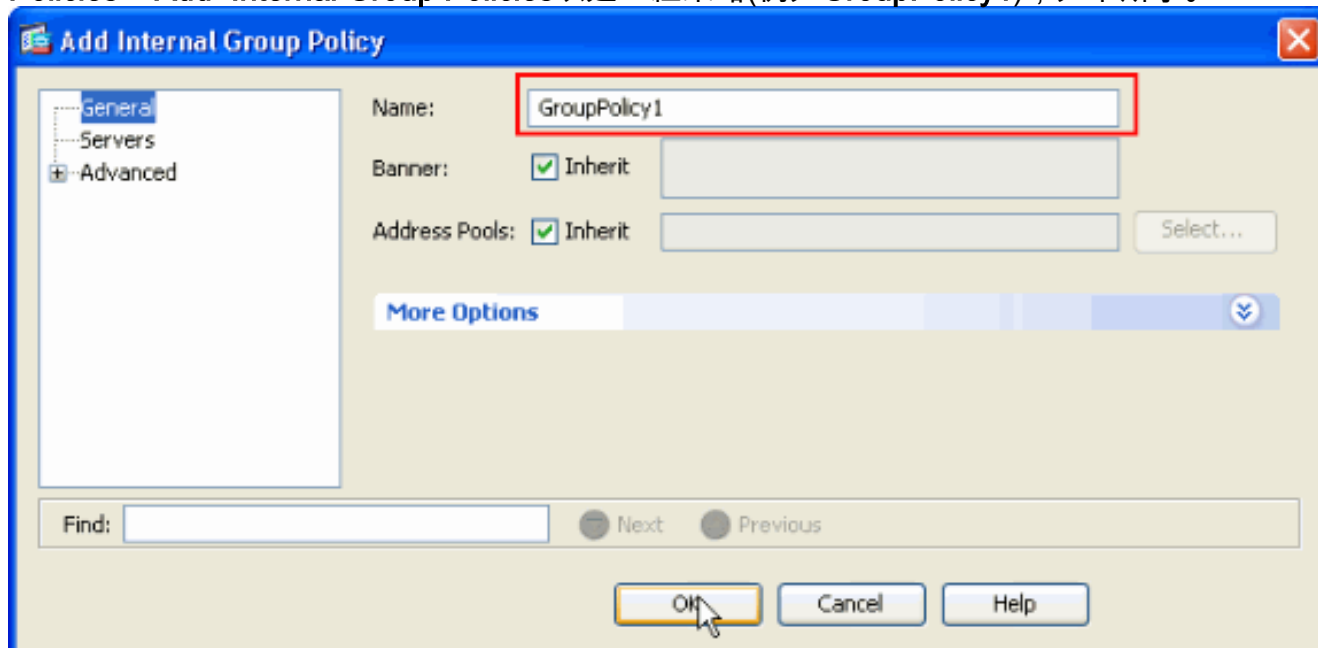 Add Internal Group Policy
General
Servers
Advanced
Name: GroupPolicy1
Banner: Inherit
Address Pools: Inherit Select...
More Options
Find: Next Previous
OK Cancel Help